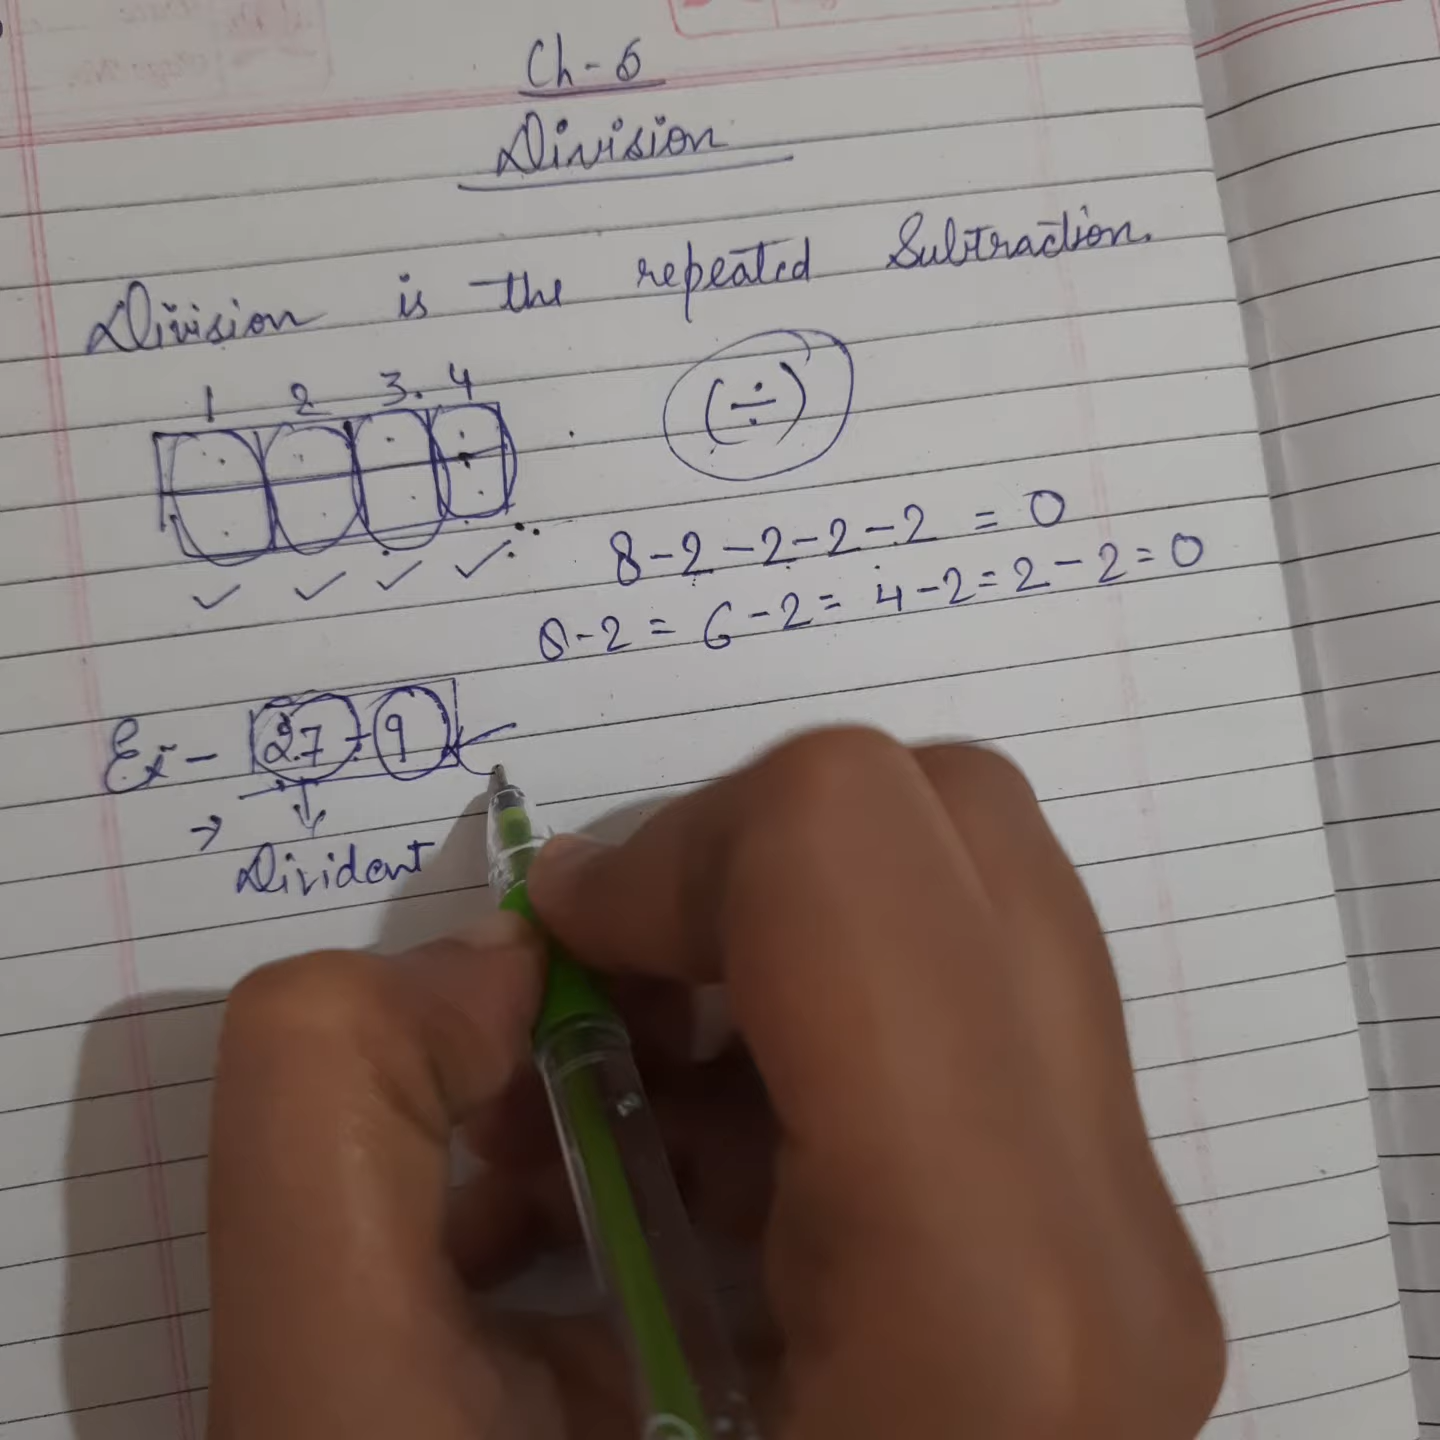 Ch-6
Division
Division is the repeated Subtraction.
1 2 3. 4
(÷)
8-2-2-2-2 = 0
8-2 = 6-2 = 4-2=2-2=0
Ex- 27÷9
→ Divident